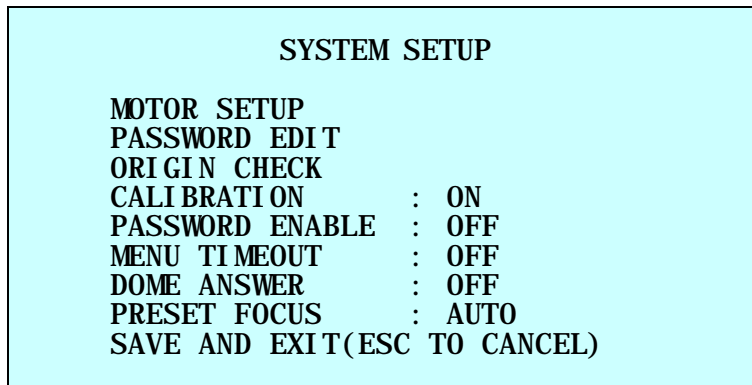 SYSTEM SETUP
MOTOR SETUP
PASSWORD EDIT
ORIGIN CHECK
CALIBRATION : ON
PASSWORD ENABLE : OFF
MENU TIMEOUT : OFF
DOME ANSWER : OFF
PRESET FOCUS : AUTO
SAVE AND EXIT(ESC TO CANCEL)